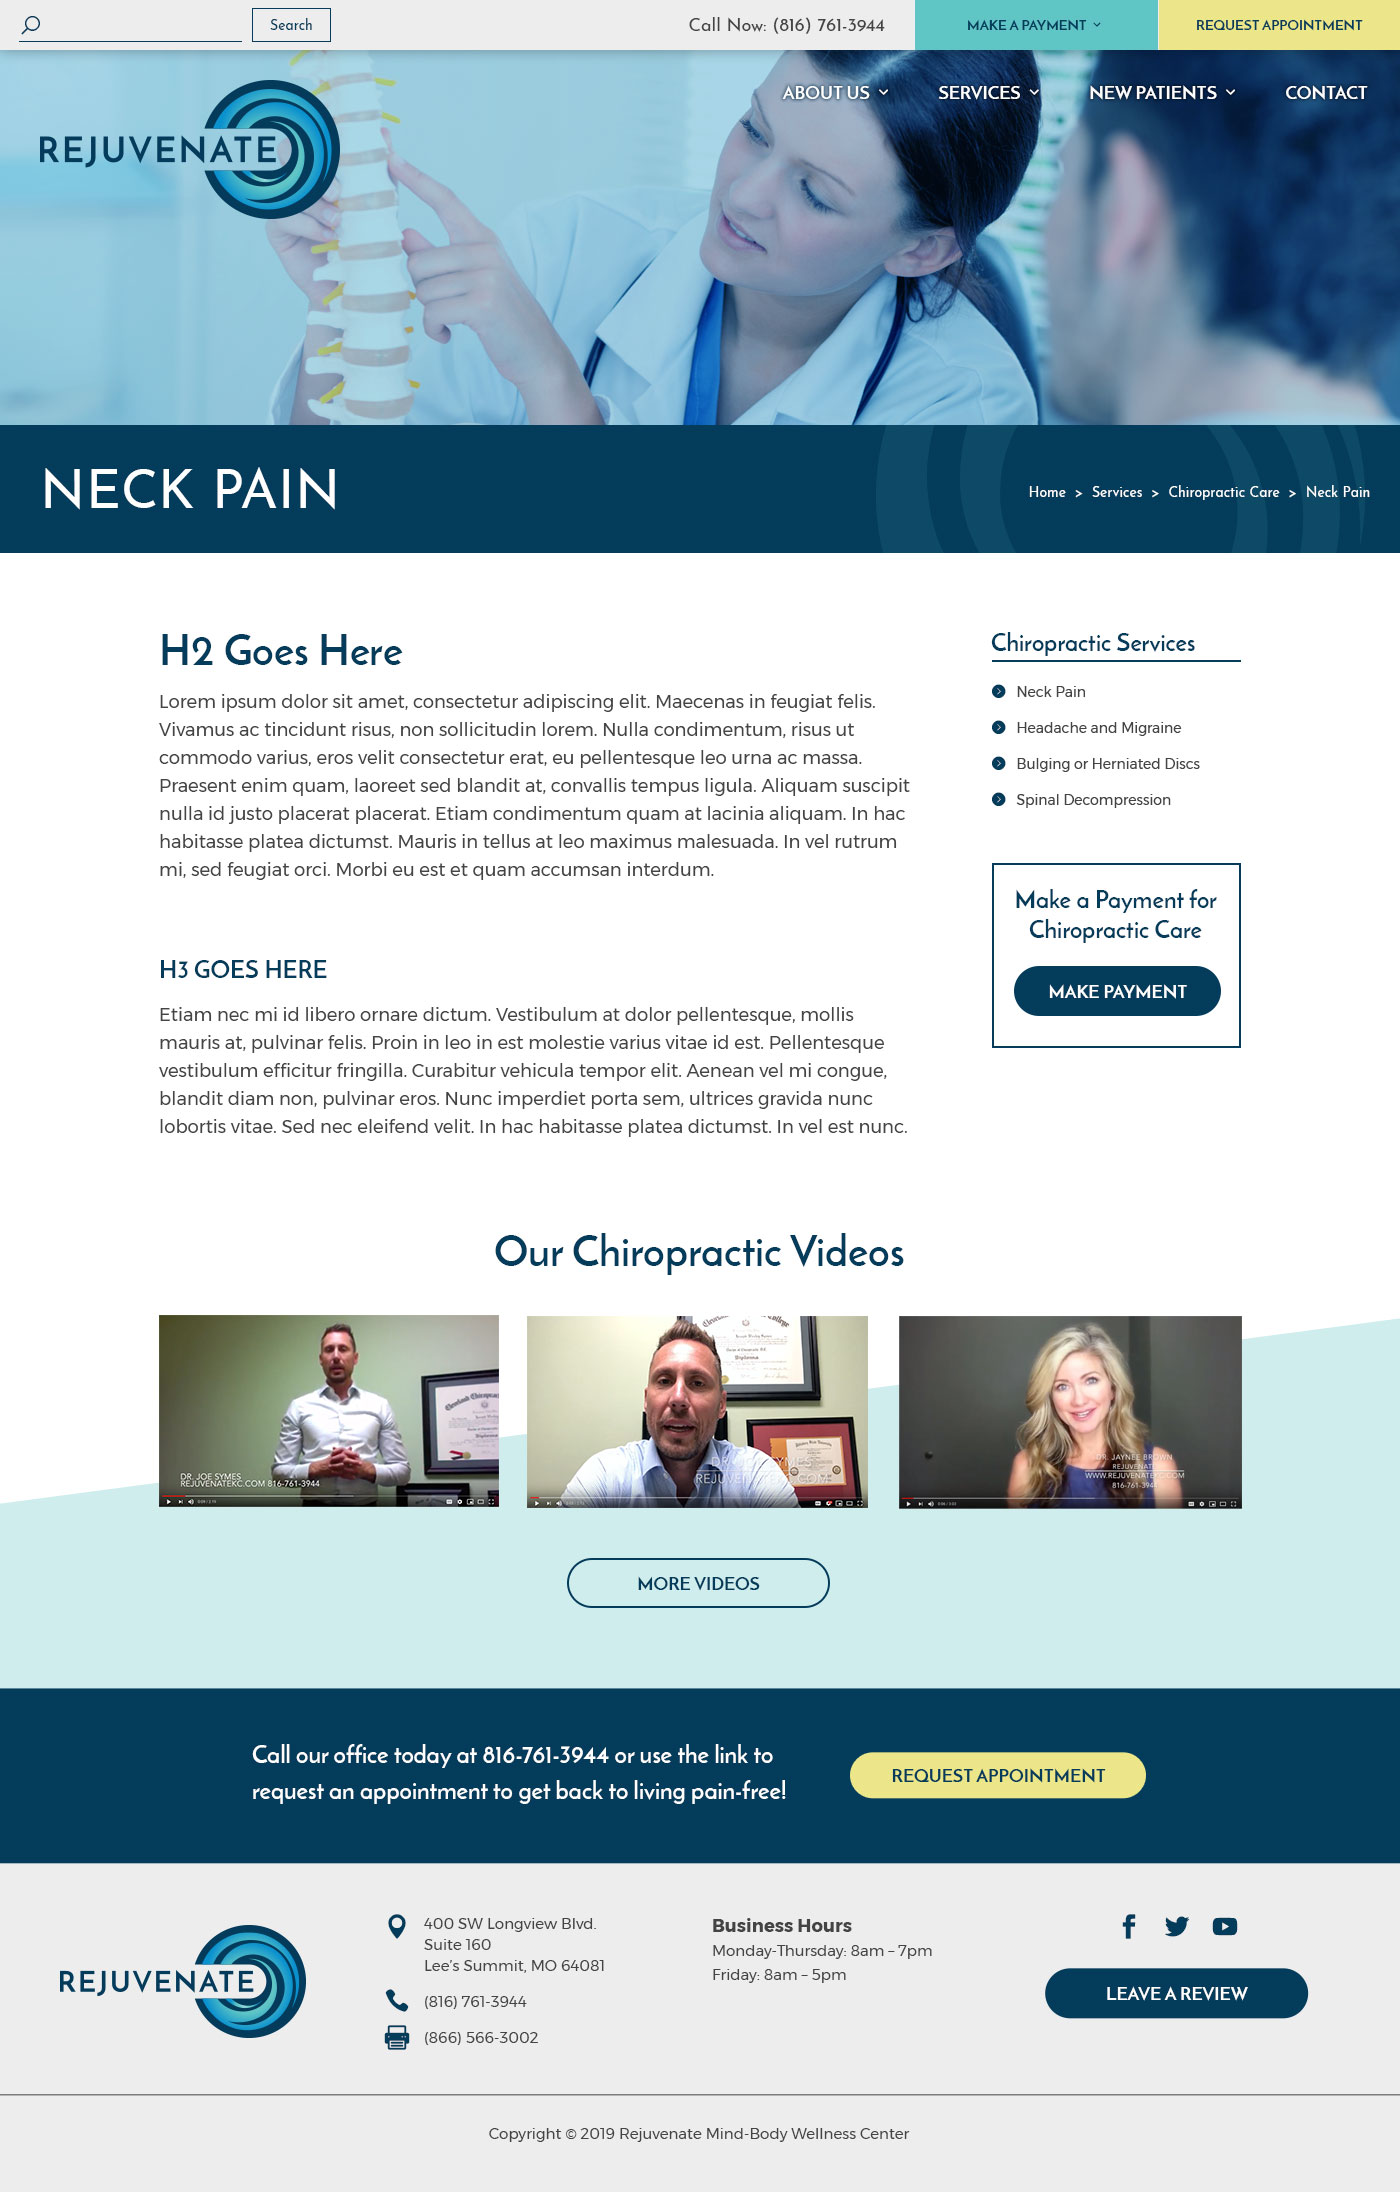 Search
Call Now: (816) 761-3944
MAKE A PAYMENT
REQUEST APPOINTMENT
REJUVENATE
ABOUT US
SERVICES
NEW PATIENTS
CONTACT
NECK PAIN
Home > Services > Chiropractic Care > Neck Pain
H2 Goes Here
Lorem ipsum dolor sit amet, consectetur adipiscing elit. Maecenas in feugiat felis.
Vivamus ac tincidunt risus, non sollicitudin lorem. Nulla condimentum, risus ut
commodo varius, eros velit consectetur erat, eu pellentesque leo urna ac massa.
Praesent enim quam, laoreet sed blandit at, convallis tempus ligula. Aliquam suscipit
nulla id justo placerat placerat. Etiam condimentum quam at lacinia aliquam. In hac
habitasse platea dictumst. Mauris in tellus at leo maximus malesuada. In vel rutrum
mi, sed feugiat orci. Morbi eu est et quam accumsan interdum.
H3 GOES HERE
Etiam nec mi id libero ornare dictum. Vestibulum at dolor pellentesque, mollis
mauris at, pulvinar felis. Proin in leo in est molestie varius vitae id est. Pellentesque
vestibulum efficitur fringilla. Curabitur vehicula tempor elit. Aenean vel mi congue,
blandit diam non, pulvinar eros. Nunc imperdiet porta sem, ultrices gravida nunc
lobortis vitae. Sed nec eleifend velit. In hac habitasse platea dictumst. In vel est nunc.
Chiropractic Services
Neck Pain
Headache and Migraine
Bulging or Herniated Discs
Spinal Decompression
Make a Payment for
Chiropractic Care
MAKE PAYMENT
Our Chiropractic Videos
Cleveland Chiropractic
DR. JOE SYMES
REJUVENATEKC.COM 816-761-3944
Diploma
DR. JAYNEE BROWN
REJUVENATE
WWW.REJUVENATEKC.COM
816-761-3944
MORE VIDEOS
Call our office today at 816-761-3944 or use the link to
request an appointment to get back to living pain-free!
REQUEST APPOINTMENT
REJUVENATE
400 SW Longview Blvd.
Suite 160
Lee's Summit, MO 64081
(816) 761-3944
(866) 566-3002
Business Hours
Monday-Thursday: 8am – 7pm
Friday: 8am – 5pm
LEAVE A REVIEW
Copyright © 2019 Rejuvenate Mind-Body Wellness Center